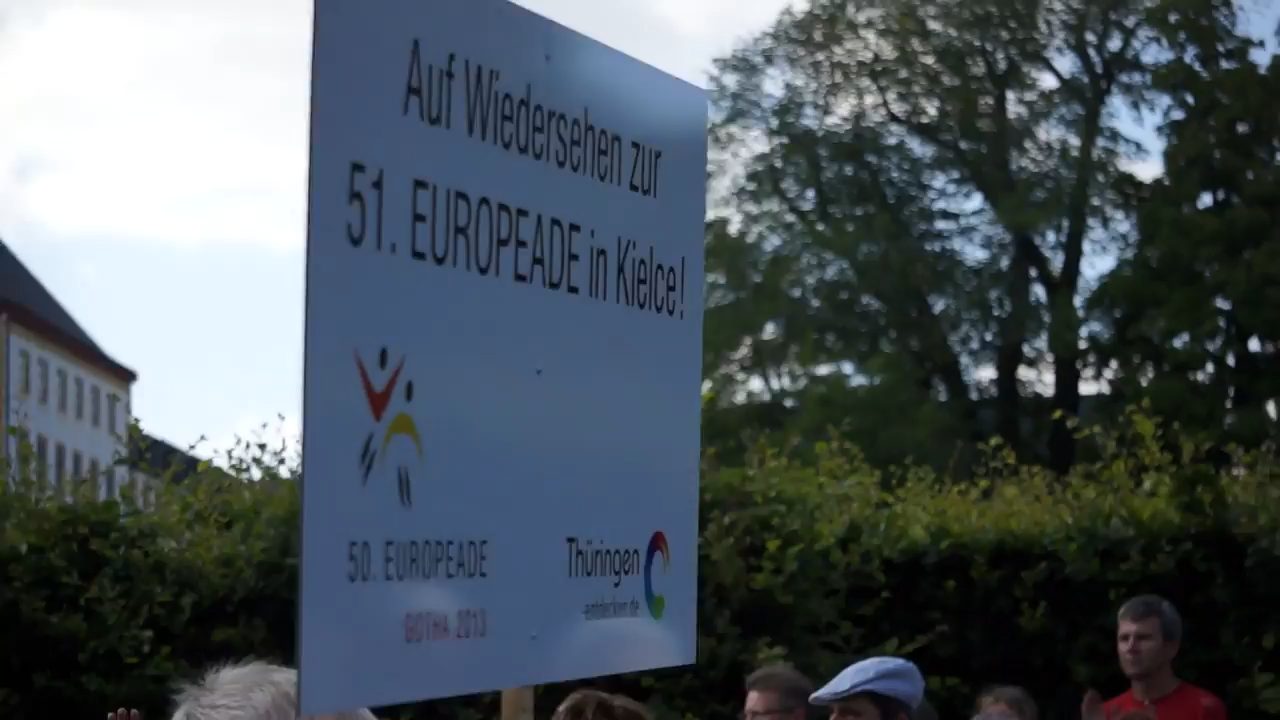 Auf Wiedersehen zur
51. EUROPEADE in Kielce!
50. EUROPEADE
GOTHA 2013
Thüringen
-entdecken.de